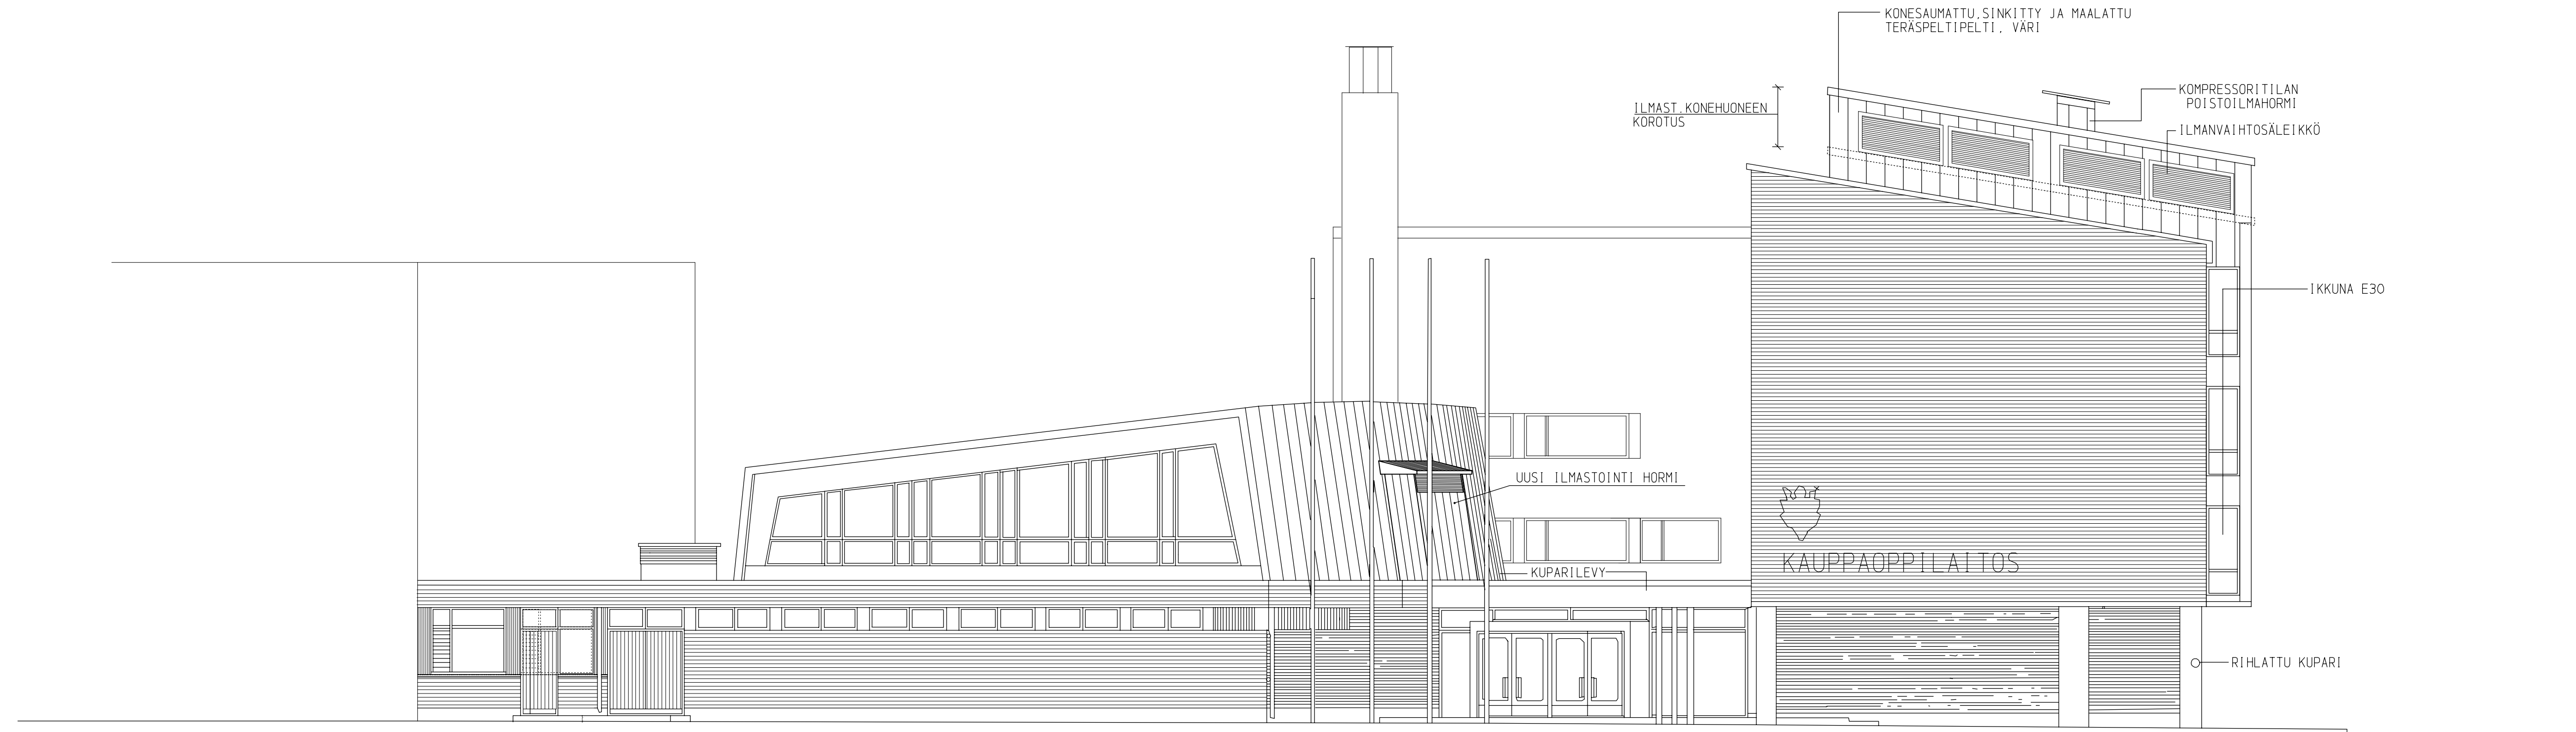 KONESAUMATTU,SINKITTY JA MAALATTU
TERÄSPELTIPELTI, VÄRI
KOMPRESSORITILAN
POISTOILMAHORMI
ILMAST.KONEHUONEEN
KOROTUS
ILMANVAIHTOSÄLEIKKÖ
IKKUNA E30
UUSI ILMASTOINTI HORMI
KAUPPAOPPILAITOS
KUPARILEVY
RIHLATTU KUPARI